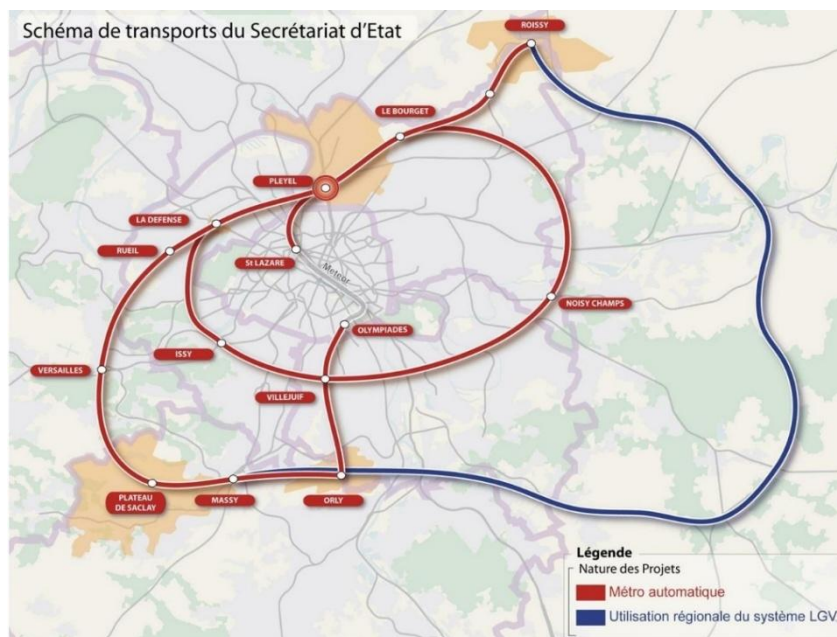 Schéma de transports du Secrétariat d'Etat
ROISSY
LE BOURGET
PLEYEL
LA DEFENSE
RUEIL
St LAZARE
Meteor
NOISY CHAMPS
OLYMPIADES
ISSY
VERSAILLES
VILLEJUIF
PLATEAU
DE SACLAY
MASSY
ORLY
Légende
Nature des Projets
Métro automatique
Utilisation régionale du système LGV